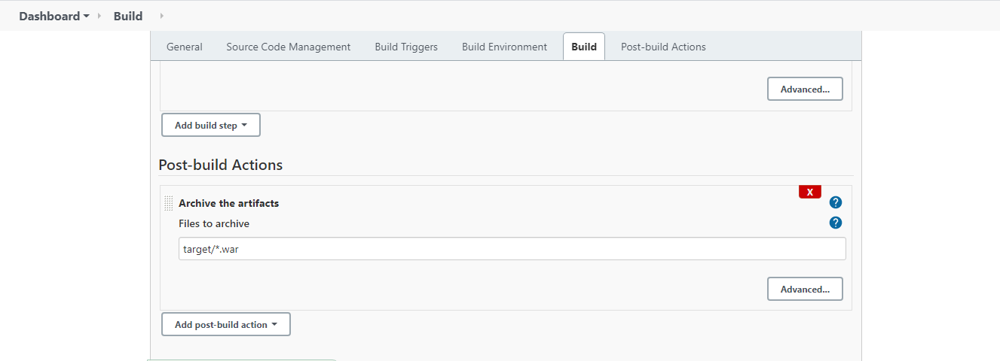 Dashboard Build
General Source Code Management Build Triggers Build Environment Build Post-build Actions
Advanced...
Add build step
Post-build Actions
X
Archive the artifacts ?
Files to archive ?
target/*.war
Advanced...
Add post-build action